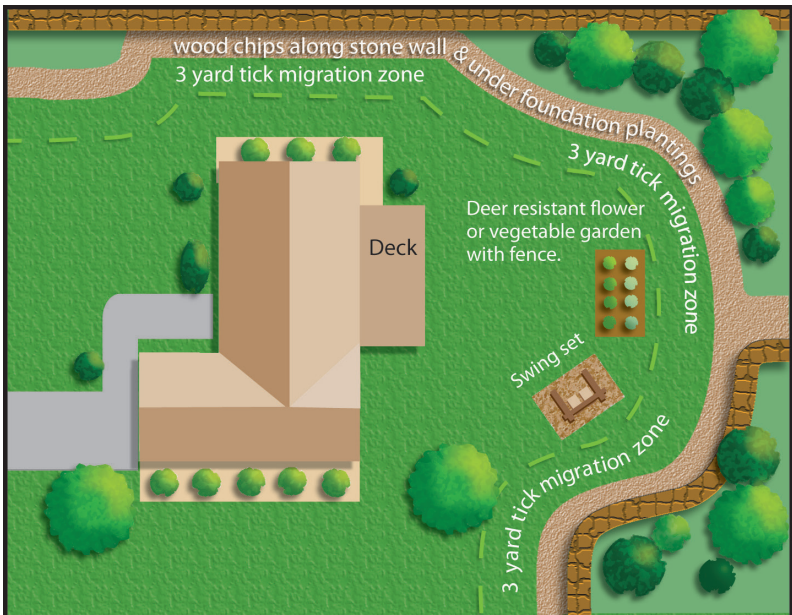 wood chips along stone wall & under foundation plantings
3 yard tick migration zone
3 yard tick migration zone
Deer resistant flower
or vegetable garden
with fence.
Deck
Swing set
3 yard tick migration zone